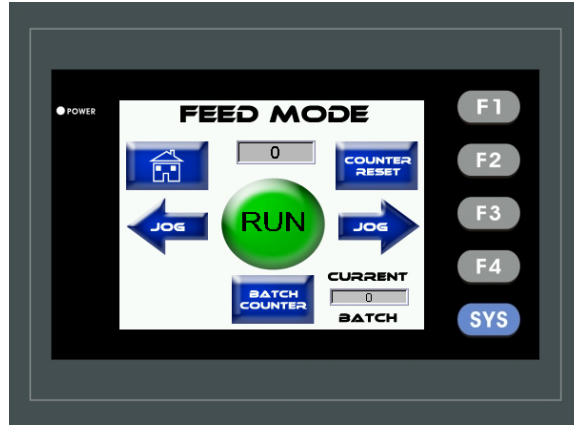 POWER
FEED MODE
0
COUNTER
RESET
JOG
RUN
JOG
BATCH
COUNTER
CURRENT
0
BATCH
F1
F2
F3
F4
SYS